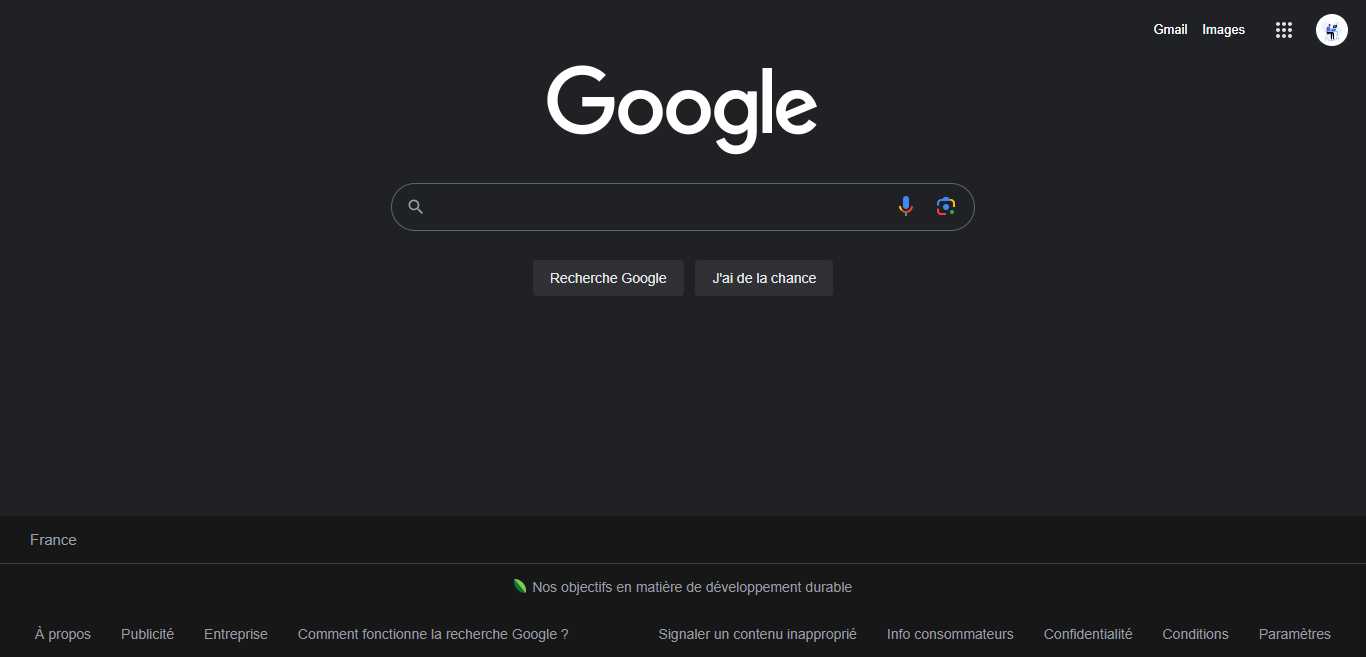 Gmail Images
Google
Recherche Google J'ai de la chance
France
Nos objectifs en matière de développement durable
À propos Publicité Entreprise Comment fonctionne la recherche Google ? Signaler un contenu inapproprié Info consommateurs Confidentialité Conditions Paramètres